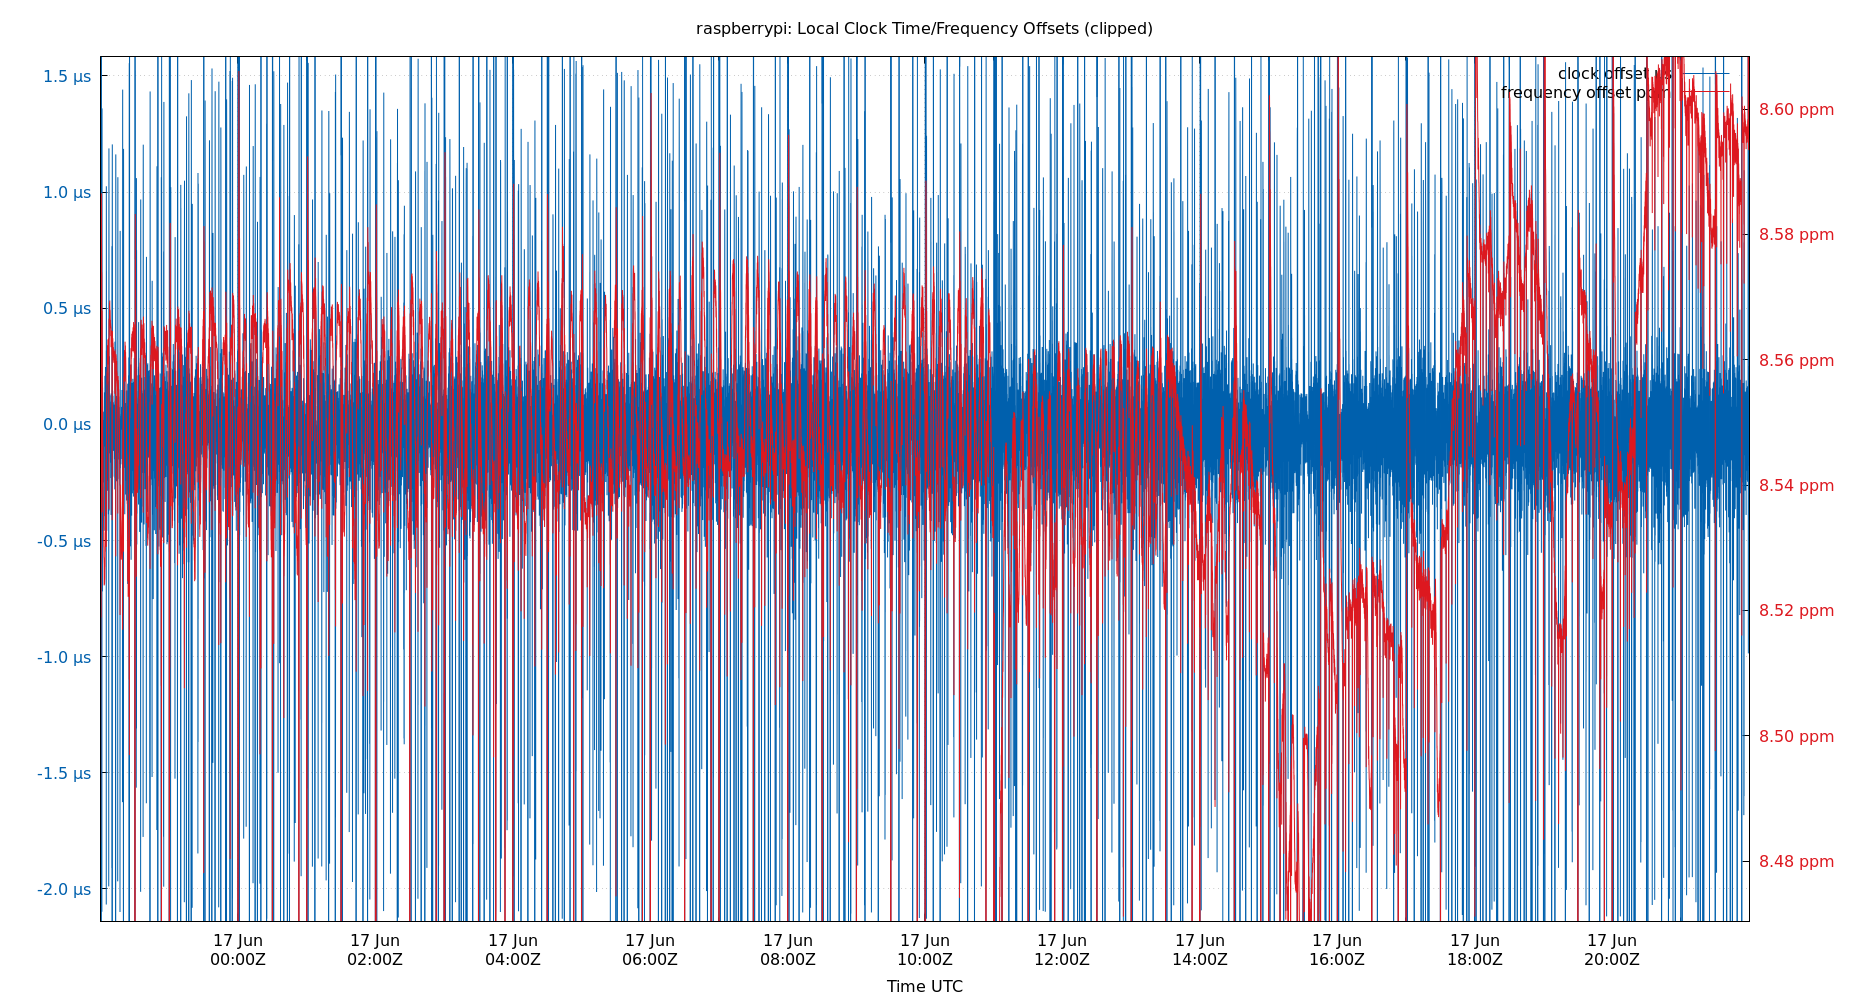 raspberrypi: Local Clock Time/Frequency Offsets (clipped)
clock offset
frequency offset
1.5 µs
1.0 µs
0.5 µs
0.0 µs
-0.5 µs
-1.0 µs
-1.5 µs
-2.0 µs
8.60 ppm
8.58 ppm
8.56 ppm
8.54 ppm
8.52 ppm
8.50 ppm
8.48 ppm
17 Jun 17 Jun 17 Jun 17 Jun 17 Jun 17 Jun 17 Jun 17 Jun 17 Jun 17 Jun 17 Jun
00:00Z 02:00Z 04:00Z 06:00Z 08:00Z 10:00Z 12:00Z 14:00Z 16:00Z 18:00Z 20:00Z
Time UTC